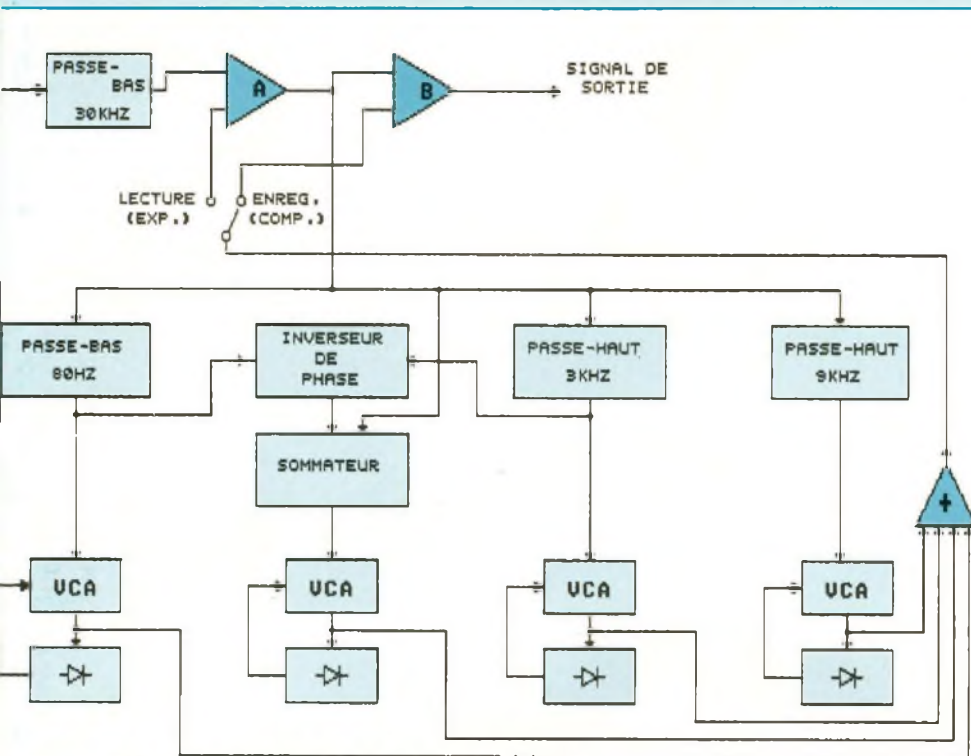 PASSE-
BAS
30KHZ
A
B
SIGNAL DE
SORTIE
LECTURE
(EXP.)
ENREG.
(COMP.)
PASSE-BAS
80HZ
INVERSEUR
DE
PHASE
PASSE-HAUT
3KHZ
PASSE-HAUT
9KHZ
SOMMATEUR
+
VCA
VCA
VCA
VCA